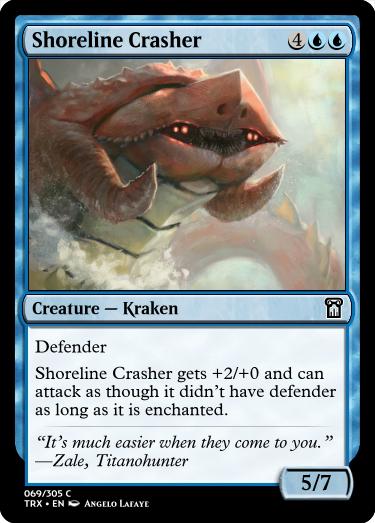 Shoreline Crasher 4
Creature — Kraken
Defender
Shoreline Crasher gets +2/+0 and can
attack as though it didn't have defender
as long as it is enchanted.
“It's much easier when they come to you.”
—Zale, Titanohunter
5/7
069/305 C
TRX • EN Angelo Lafaye